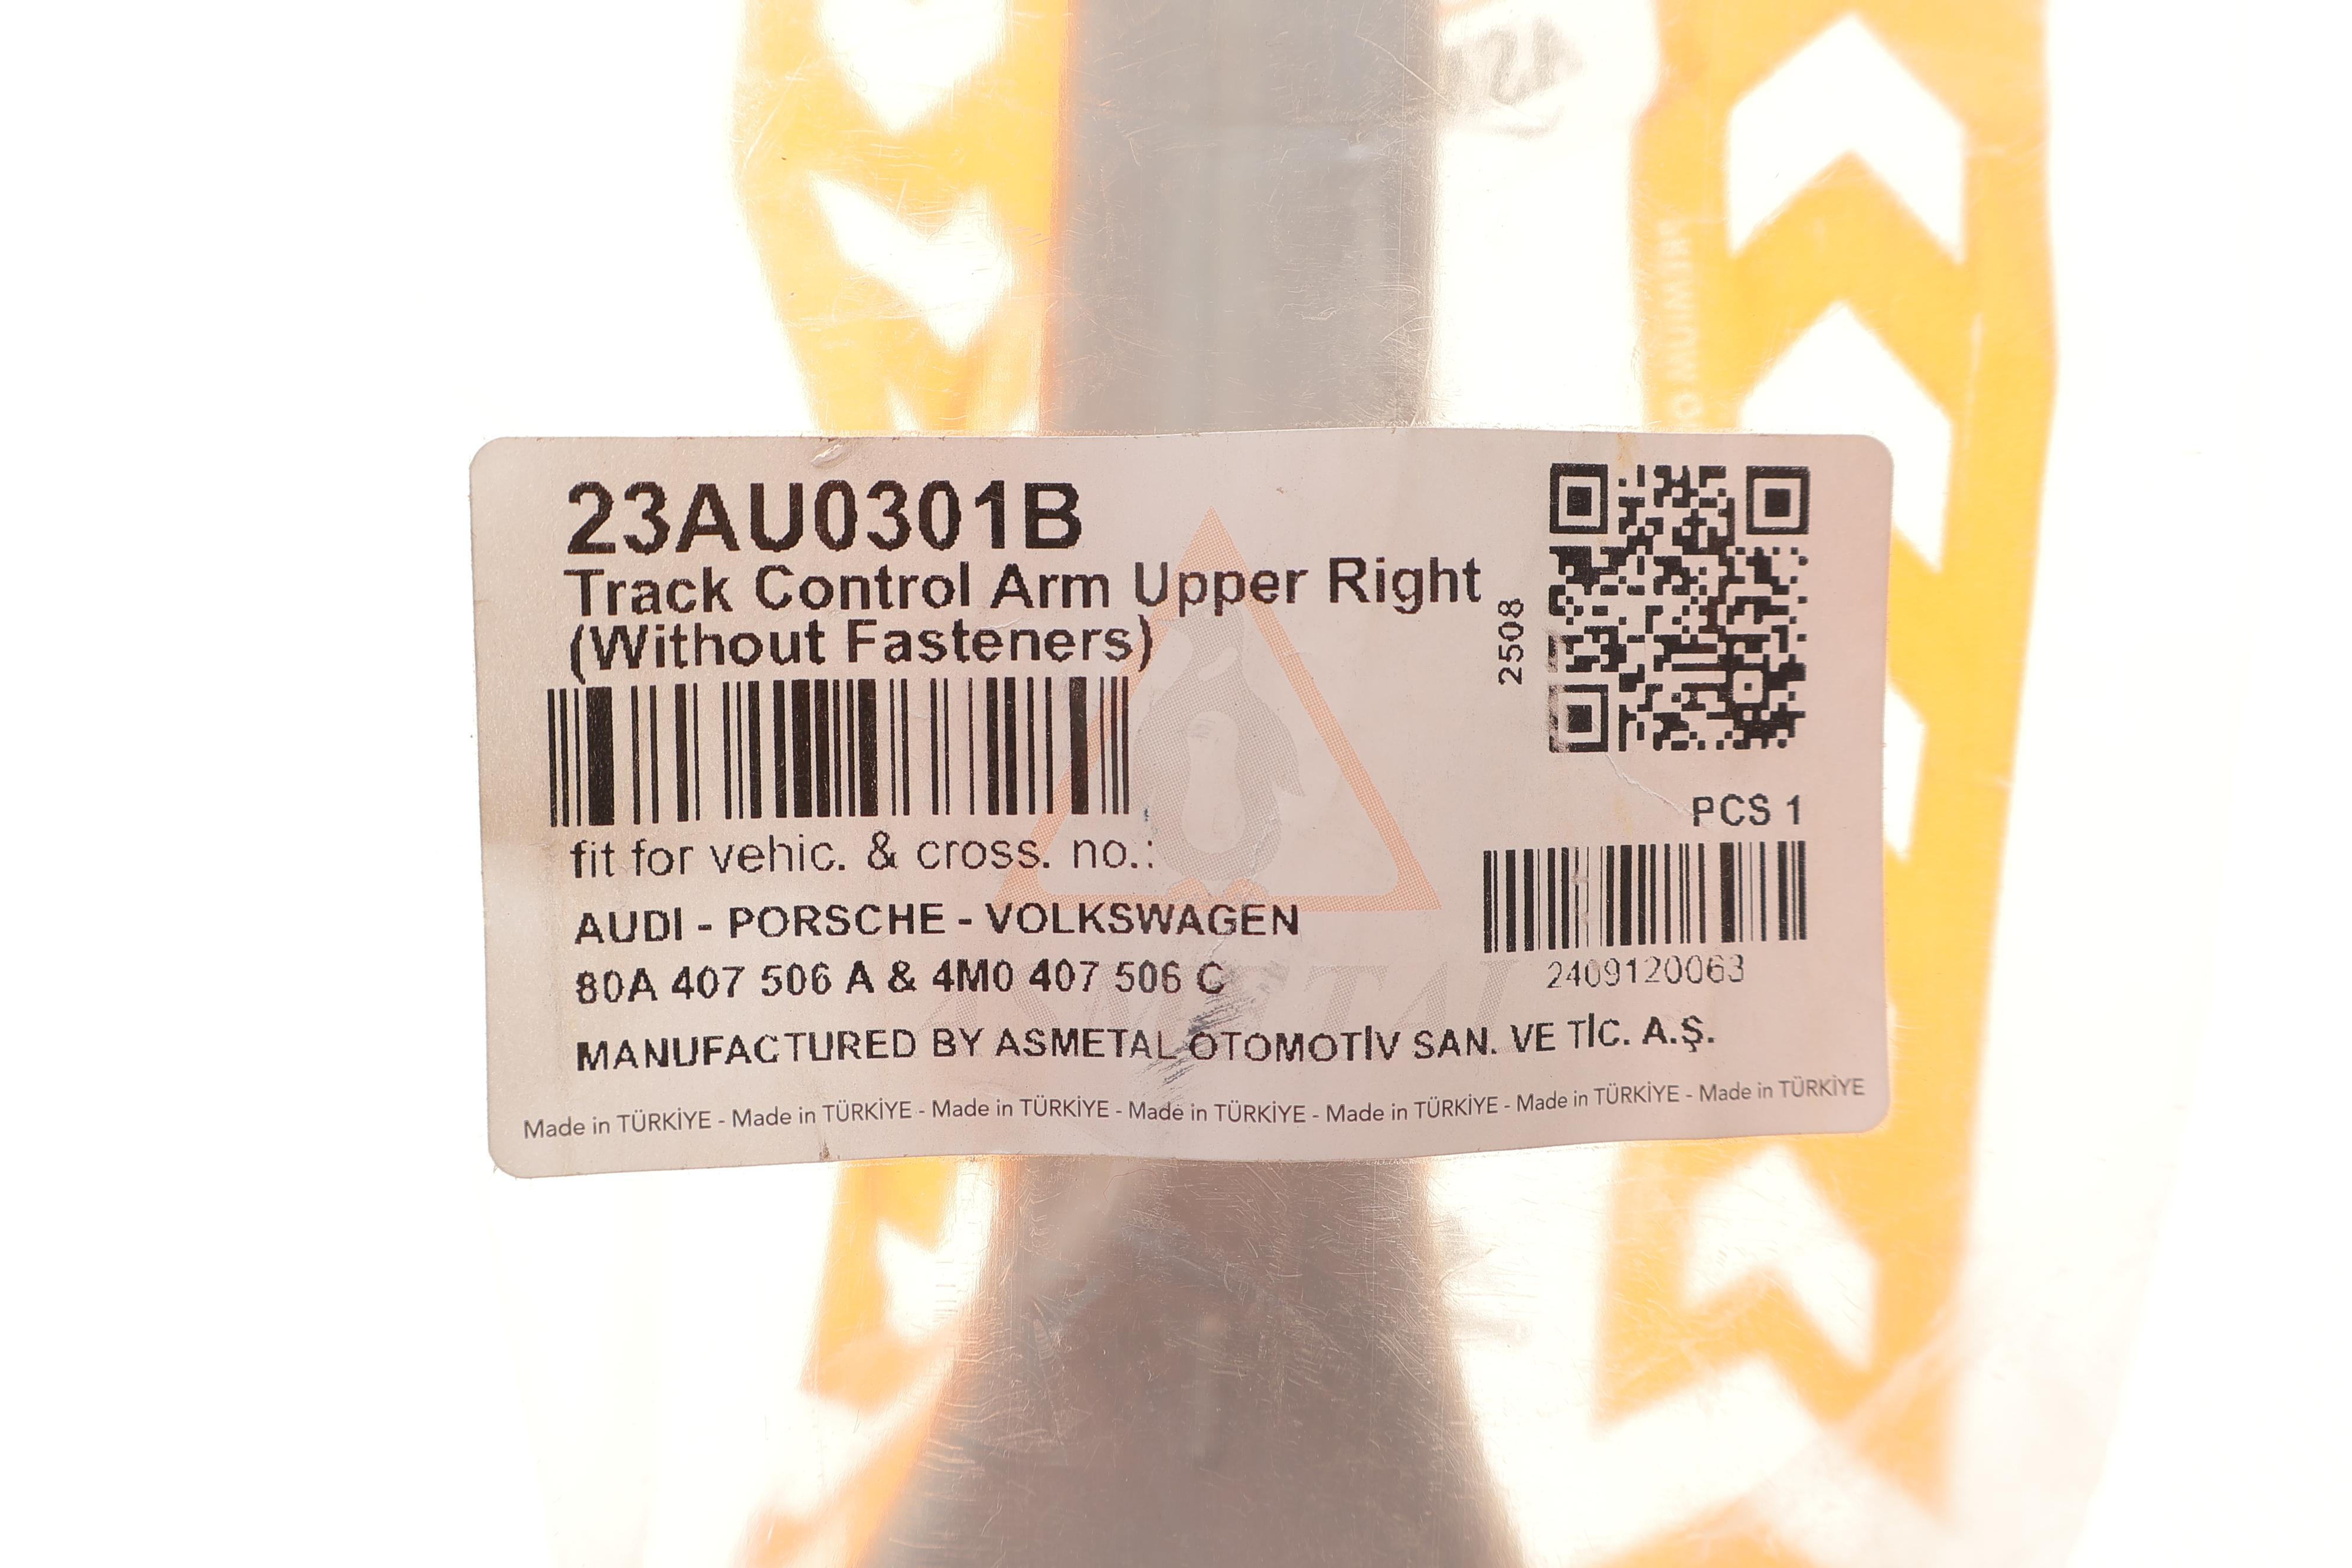 23AU0301B
Track Control Arm Upper Right
(Without Fasteners)
2508
PCS 1
fit for vehic. & cross. no.:
AUDI - PORSCHE - VOLKSWAGEN
80A 407 506 A & 4M0 407 506 C
2409120063
MANUFACTURED BY ASMETAL OTOMOTİV SAN. VE TİC. A.Ş.
Made in TÜRKİYE - Made in TÜRKİYE - Made in TÜRKİYE - Made in TÜRKİYE - Made in TÜRKİYE - Made in TÜRKİYE - Made in TÜRKİYE
PREMIUM
ASMETAL